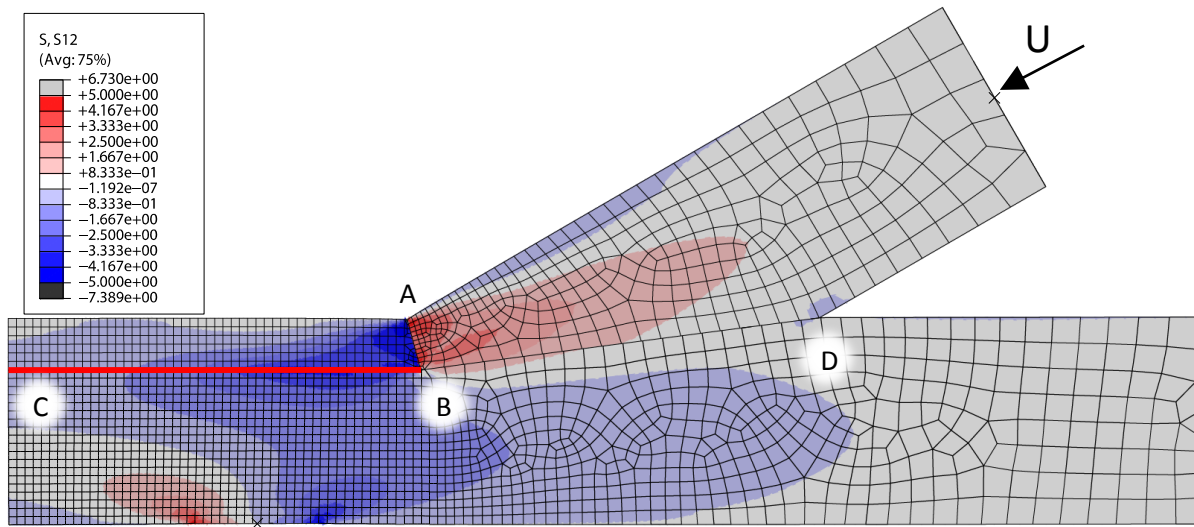 S, S12
(Avg: 75%)
+6.730e+00
+5.000e+00
+4.167e+00
+3.333e+00
+2.500e+00
+1.667e+00
+8.333e−01
−1.192e−07
−8.333e−01
−1.667e+00
−2.500e+00
−3.333e+00
−4.167e+00
−5.000e+00
−7.389e+00
U
A
D
C
B